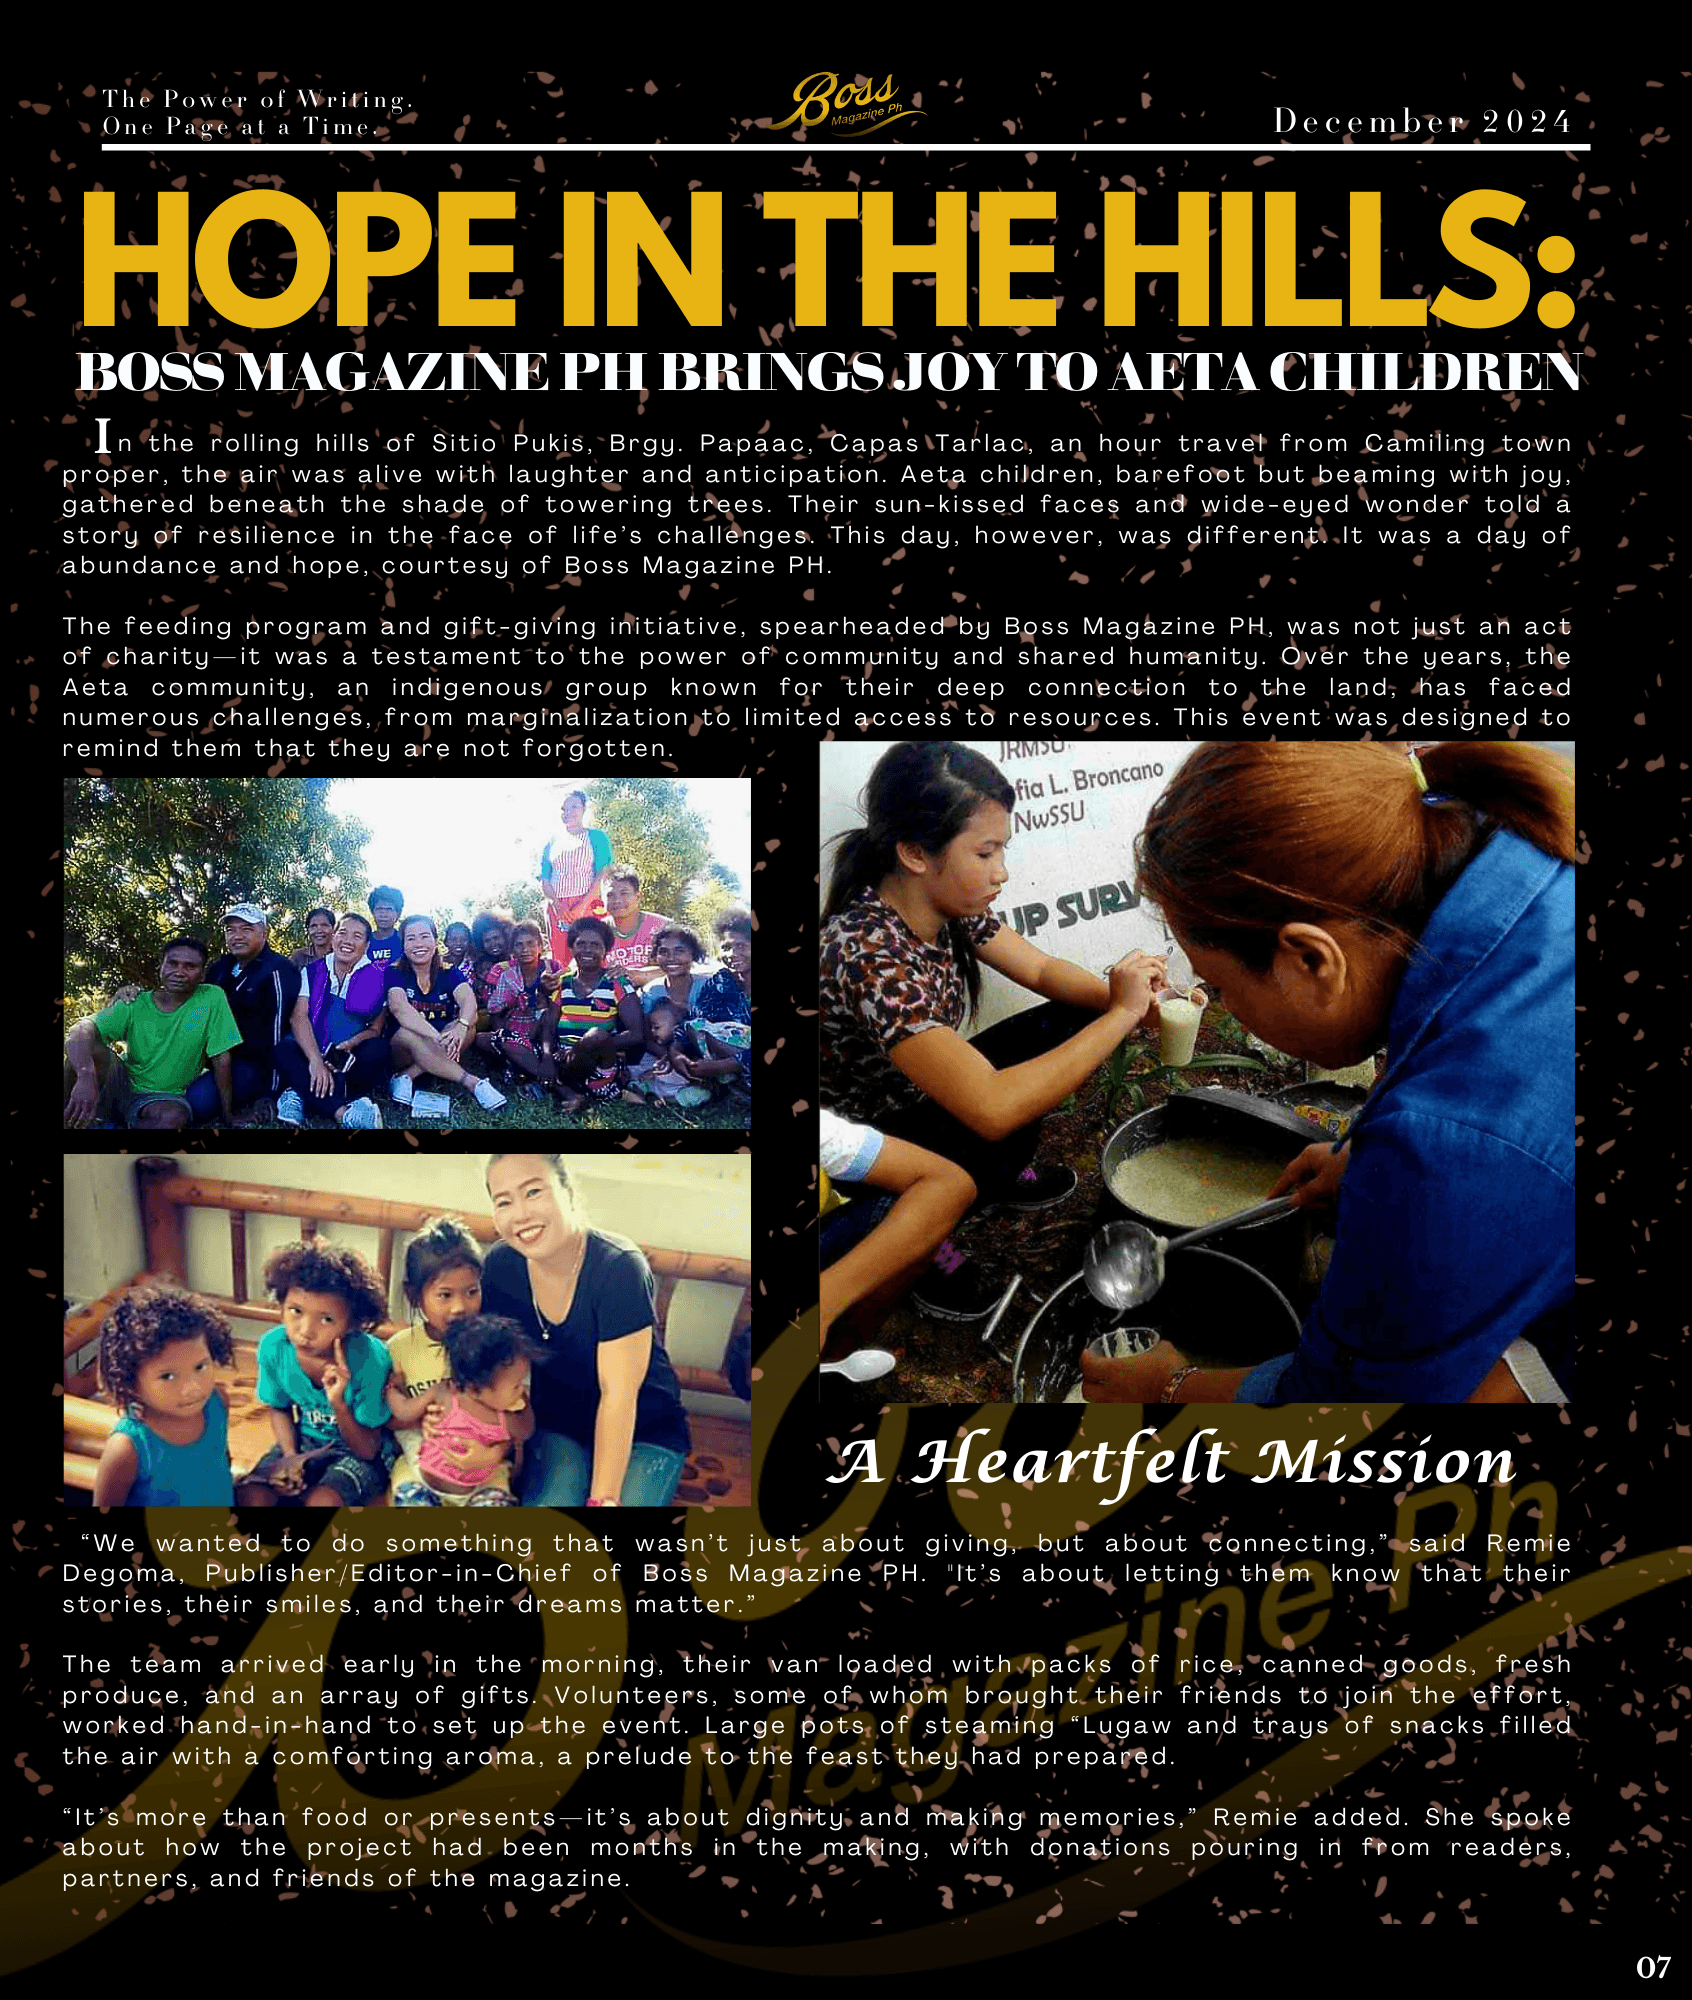 The Power of Writing.
One Page at a Time.
Boss
Magazine Ph
December 2024
HOPE IN THE HILLS:
BOSS MAGAZINE PH BRINGS JOY TO AETA CHILDREN
In the rolling hills of Sitio Pukis, Brgy. Papaac, Capas Tarlac, an hour travel from Camiling town
proper, the air was alive with laughter and anticipation. Aeta children, barefoot but beaming with joy,
gathered beneath the shade of towering trees. Their sun-kissed faces and wide-eyed wonder told a
story of resilience in the face of life’s challenges. This day, however, was different. It was a day of
abundance and hope, courtesy of Boss Magazine PH.
The feeding program and gift-giving initiative, spearheaded by Boss Magazine PH, was not just an act
of charity—it was a testament to the power of community and shared humanity. Over the years, the
Aeta community, an indigenous group known for their deep connection to the land, has faced
numerous challenges, from marginalization to limited access to resources. This event was designed to
remind them that they are not forgotten.
WE
JRMSU
fia L. Broncano
NwSSU
UP SURV
A Heartfelt Mission
“We wanted to do something that wasn’t just about giving, but about connecting,” said Remie
Degoma, Publisher/Editor-in-Chief of Boss Magazine PH. "It’s about letting them know that their
stories, their smiles, and their dreams matter.”
The team arrived early in the morning, their van loaded with packs of rice, canned goods, fresh
produce, and an array of gifts. Volunteers, some of whom brought their friends to join the effort,
worked hand-in-hand to set up the event. Large pots of steaming “Lugaw and trays of snacks filled
the air with a comforting aroma, a prelude to the feast they had prepared.
“It’s more than food or presents—it’s about dignity and making memories,” Remie added. She spoke
about how the project had been months in the making, with donations pouring in from readers,
partners, and friends of the magazine.
Magazine Ph
07